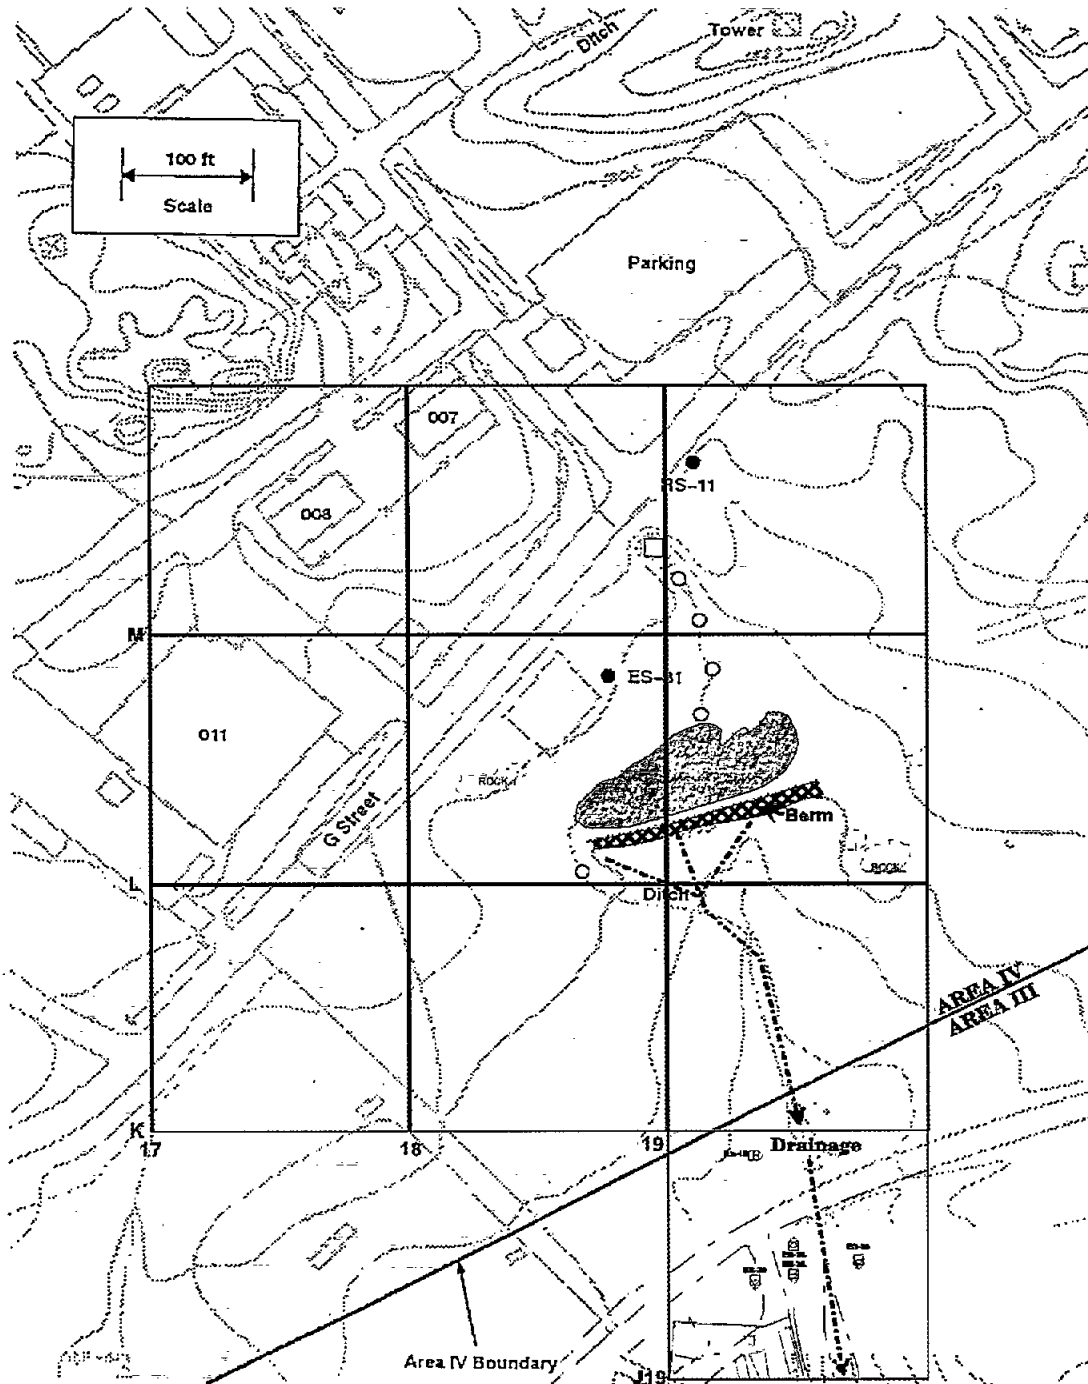 Ditch
Tower
100 ft
Scale
Parking
007
008
RS-11
M
ES-31
011
ROCK
G Street
Berm
ROCK
L
Ditch
AREA IV
AREA III
K
17
18
19
Drainage
Area IV Boundary
J19